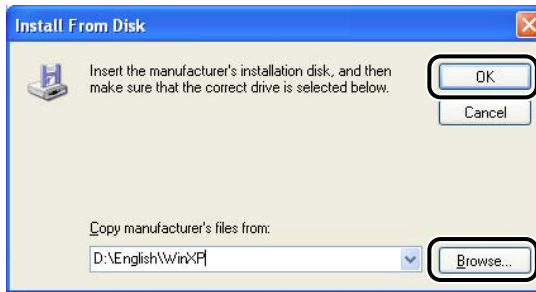 Install From Disk
Insert the manufacturer's installation disk, and then
make sure that the correct drive is selected below.
OK
Cancel
Copy manufacturer's files from:
D:\English\WinXP
Browse...